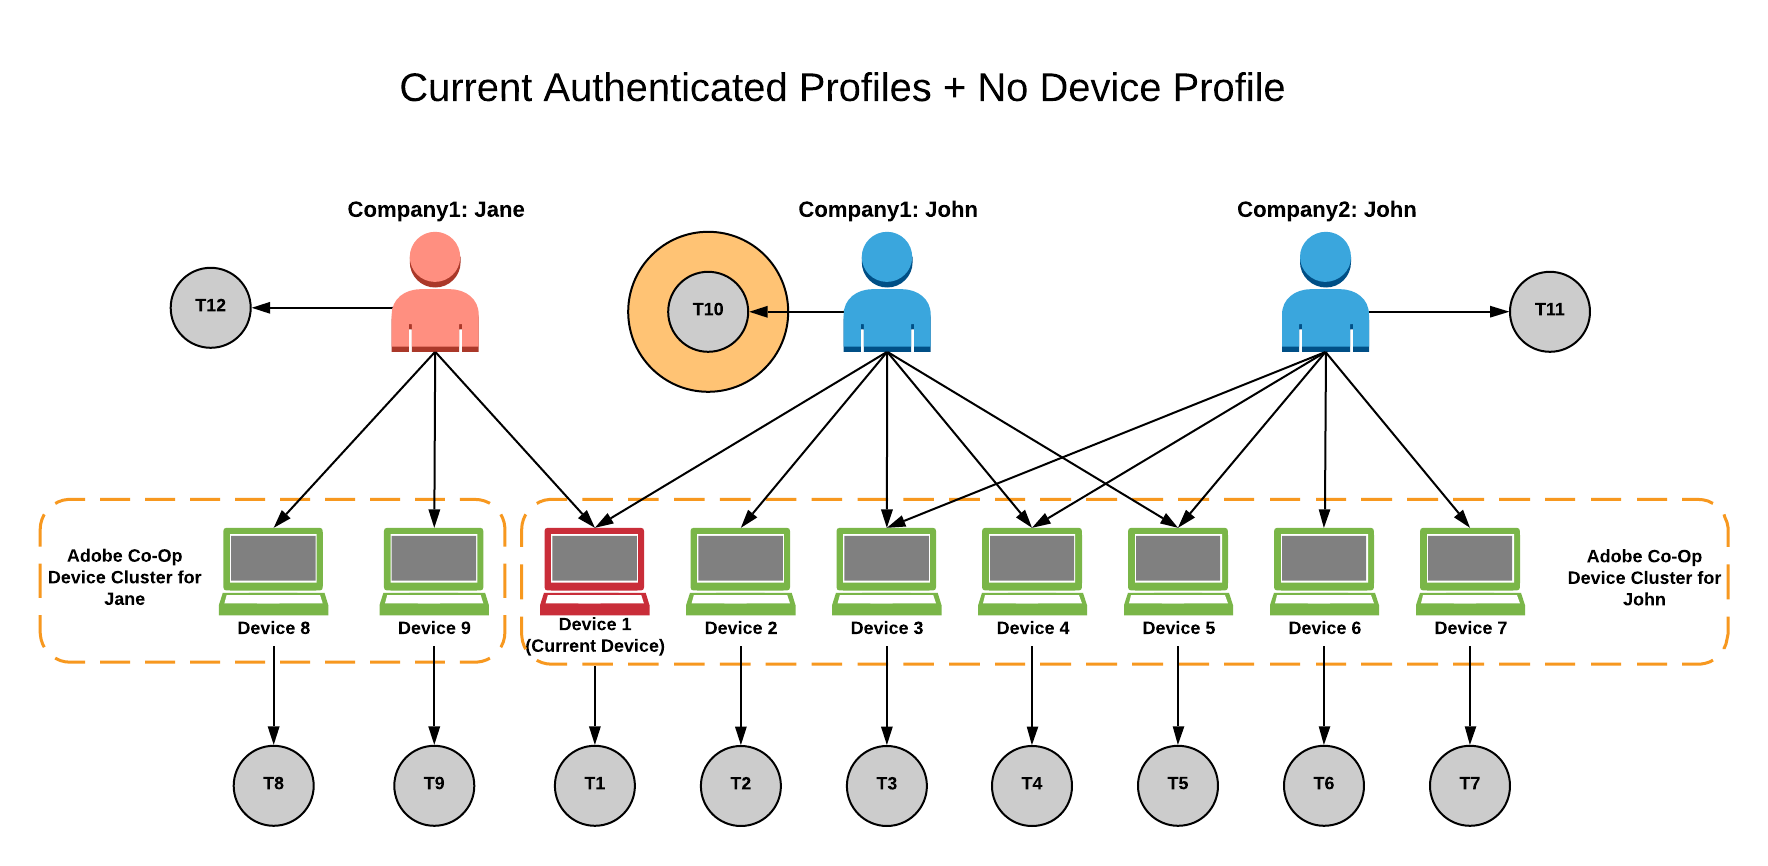 Current Authenticated Profiles + No Device Profile
Company1: Jane
Company1: John
Company2: John
T12
T10
T11
Adobe Co-Op
Device Cluster for
Jane
Adobe Co-Op
Device Cluster for
John
Device 8
Device 9
Device 1
(Current Device)
Device 2
Device 3
Device 4
Device 5
Device 6
Device 7
T8
T9
T1
T2
T3
T4
T5
T6
T7